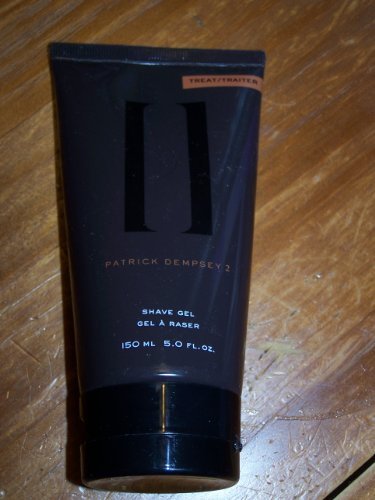 TREAT/TRAITER
II
PATRICK DEMPSEY 2
SHAVE GEL
GEL À RASER
150 ML 5.0 FL.OZ.